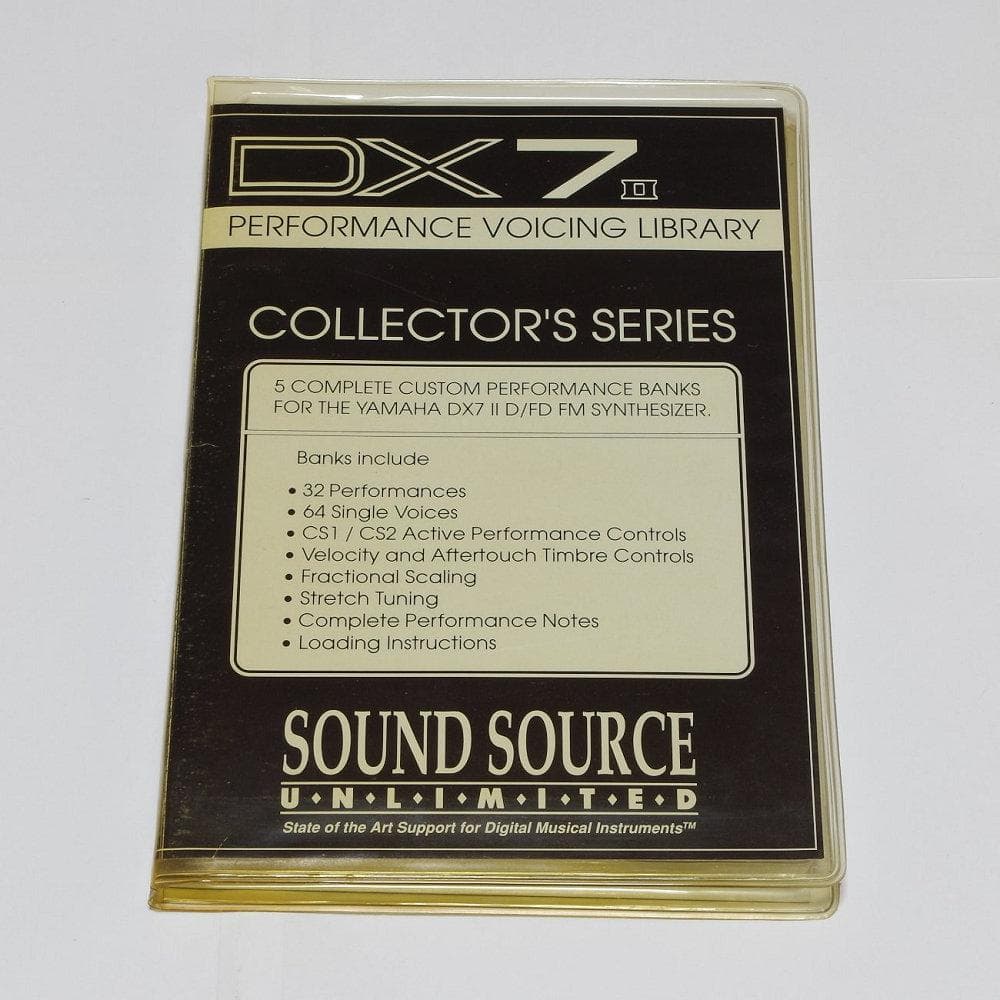 DX7 II
PERFORMANCE VOICING LIBRARY
COLLECTOR'S SERIES
5 COMPLETE CUSTOM PERFORMANCE BANKS
FOR THE YAMAHA DX7 II D/FD FM SYNTHESIZER.
Banks include
• 32 Performances
• 64 Single Voices
• CS1 / CS2 Active Performance Controls
• Velocity and Aftertouch Timbre Controls
• Fractional Scaling
• Stretch Tuning
• Complete Performance Notes
• Loading Instructions
SOUND SOURCE
U•N•L•I•M•I•T•E•D
State of the Art Support for Digital Musical Instruments™